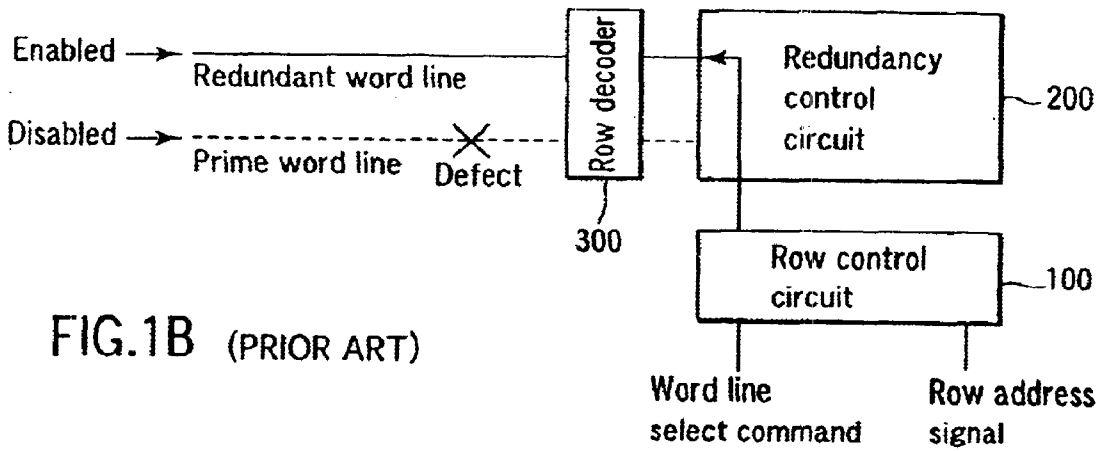 Enabled
Redundant word line
Disabled
Prime word line
Defect
Row decoder
300
Redundancy
control
circuit
200
Row control
circuit
100
FIG.1B (PRIOR ART)
Word line
select command
Row address
signal